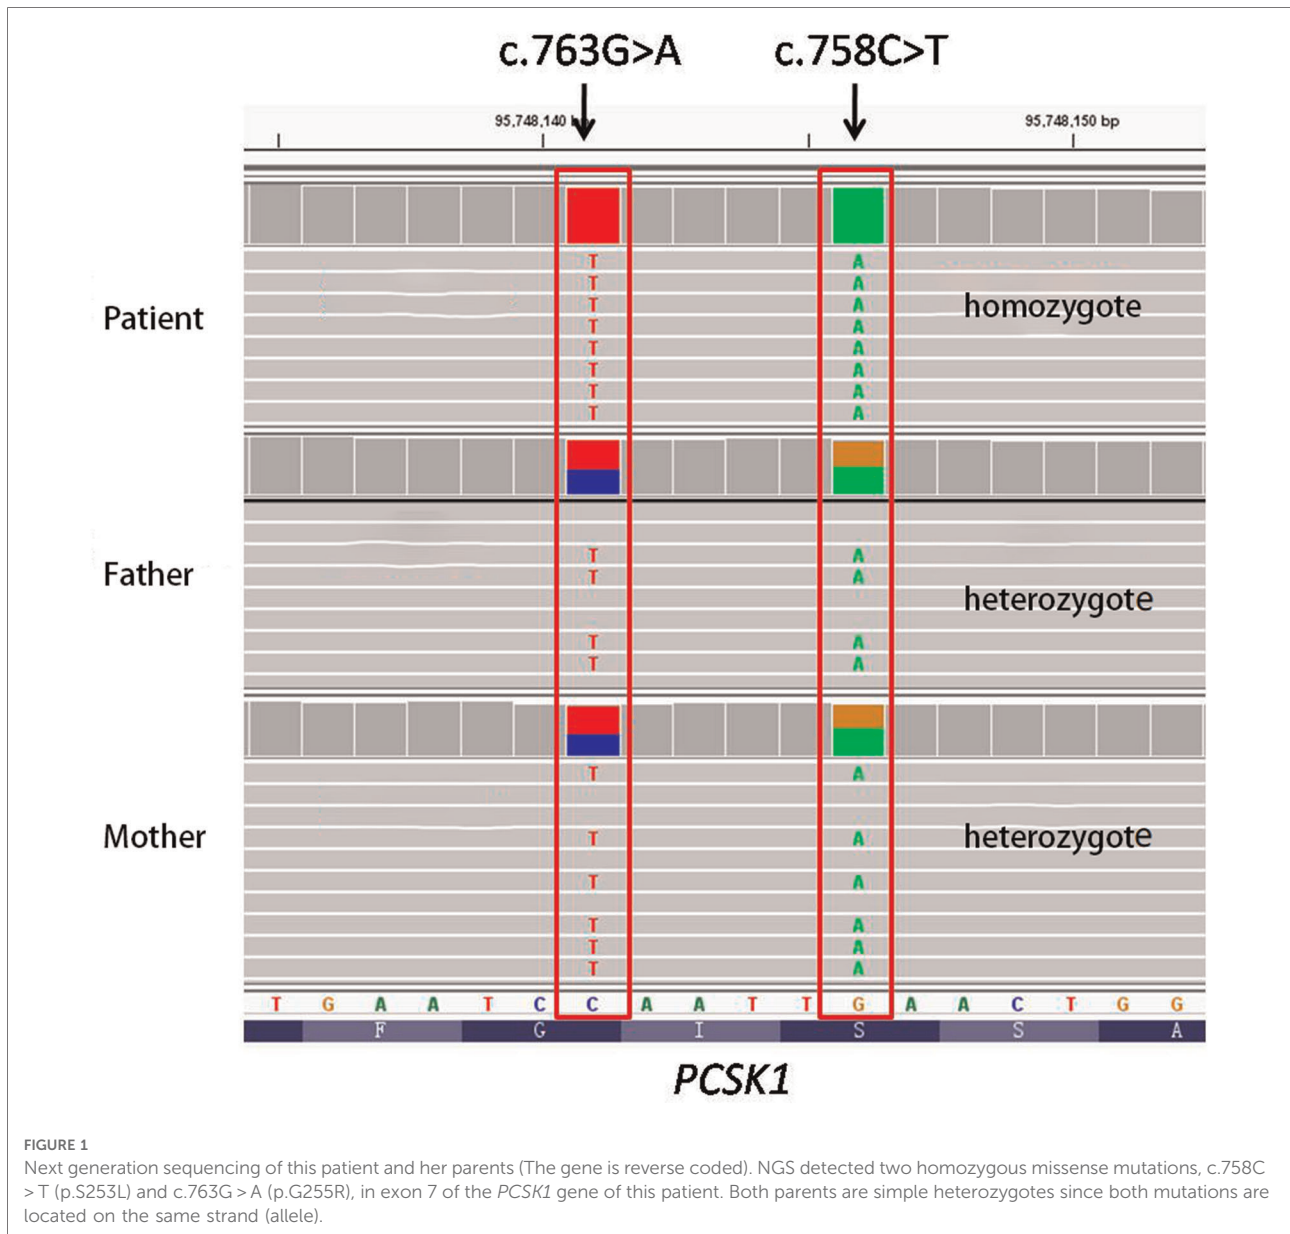 c.763G>A c.758C>T
95,748,140 b 95,748,150 bp
T A
T A
T A
Patient T A homozygote
T A
T A
T A
T A
T A
Father T A heterozygote
T A
T A
T A
Mother T A heterozygote
T A
T A
T A
T A
T G A A T C C A A T T G A A C T G G
F G I S S A
PCSK1
FIGURE 1
Next generation sequencing of this patient and her parents (The gene is reverse coded). NGS detected two homozygous missense mutations, c.758C
> T (p.S253L) and c.763G > A (p.G255R), in exon 7 of the PCSK1 gene of this patient. Both parents are simple heterozygotes since both mutations are
located on the same strand (allele).